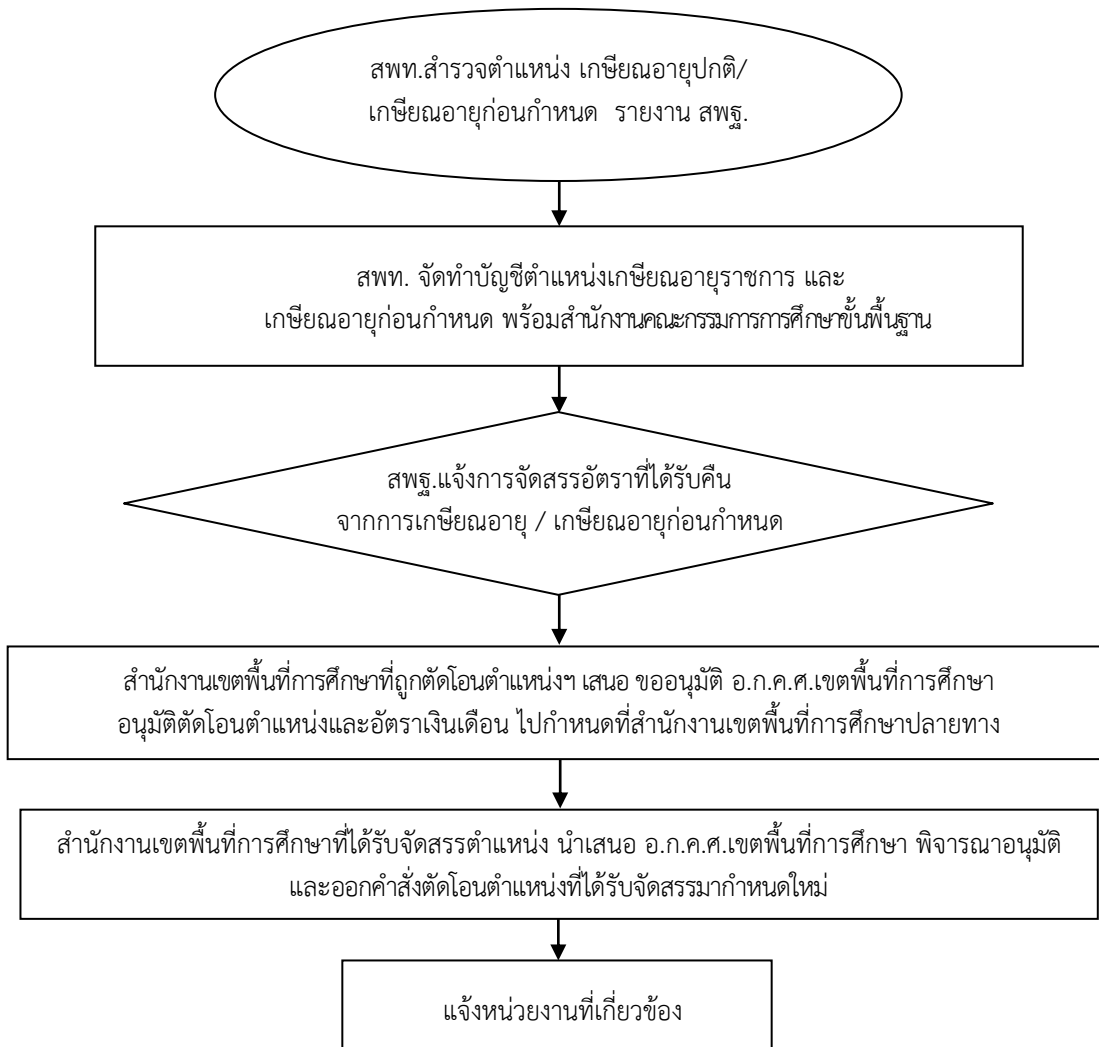 สพท.สำรวจตำแหน่ง เกษียณอายุปกติ/
เกษียณอายุก่อนกำหนด รายงาน สพฐ.
สพท. จัดทำบัญชีตำแหน่งเกษียณอายุราชการ และ
เกษียณอายุก่อนกำหนด พร้อมสำนักงานคณะกรรมการการศึกษาขั้นพื้นฐาน
สพฐ.แจ้งการจัดสรรอัตราที่ได้รับคืน
จากการเกษียณอายุ / เกษียณอายุก่อนกำหนด
สำนักงานเขตพื้นที่การศึกษาที่ถูกตัดโอนตำแหน่งฯ เสนอ ขออนุมัติ อ.ก.ค.ศ.เขตพื้นที่การศึกษา
อนุมัติตัดโอนตำแหน่งและอัตราเงินเดือน ไปกำหนดที่สำนักงานเขตพื้นที่การศึกษาปลายทาง
สำนักงานเขตพื้นที่การศึกษาที่ได้รับจัดสรรตำแหน่ง นำเสนอ อ.ก.ค.ศ.เขตพื้นที่การศึกษา พิจารณาอนุมัติ
และออกคำสั่งตัดโอนตำแหน่งที่ได้รับจัดสรรมากำหนดใหม่
แจ้งหน่วยงานที่เกี่ยวข้อง